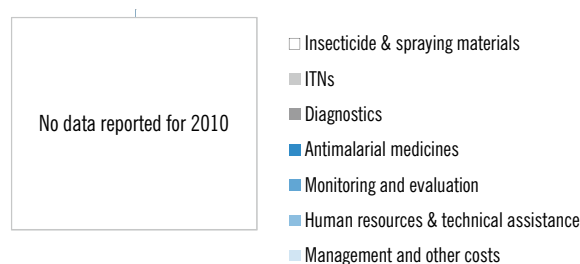 No data reported for 2010
Insecticide & spraying materials
ITNs
Diagnostics
Antimalarial medicines
Monitoring and evaluation
Human resources & technical assistance
Management and other costs